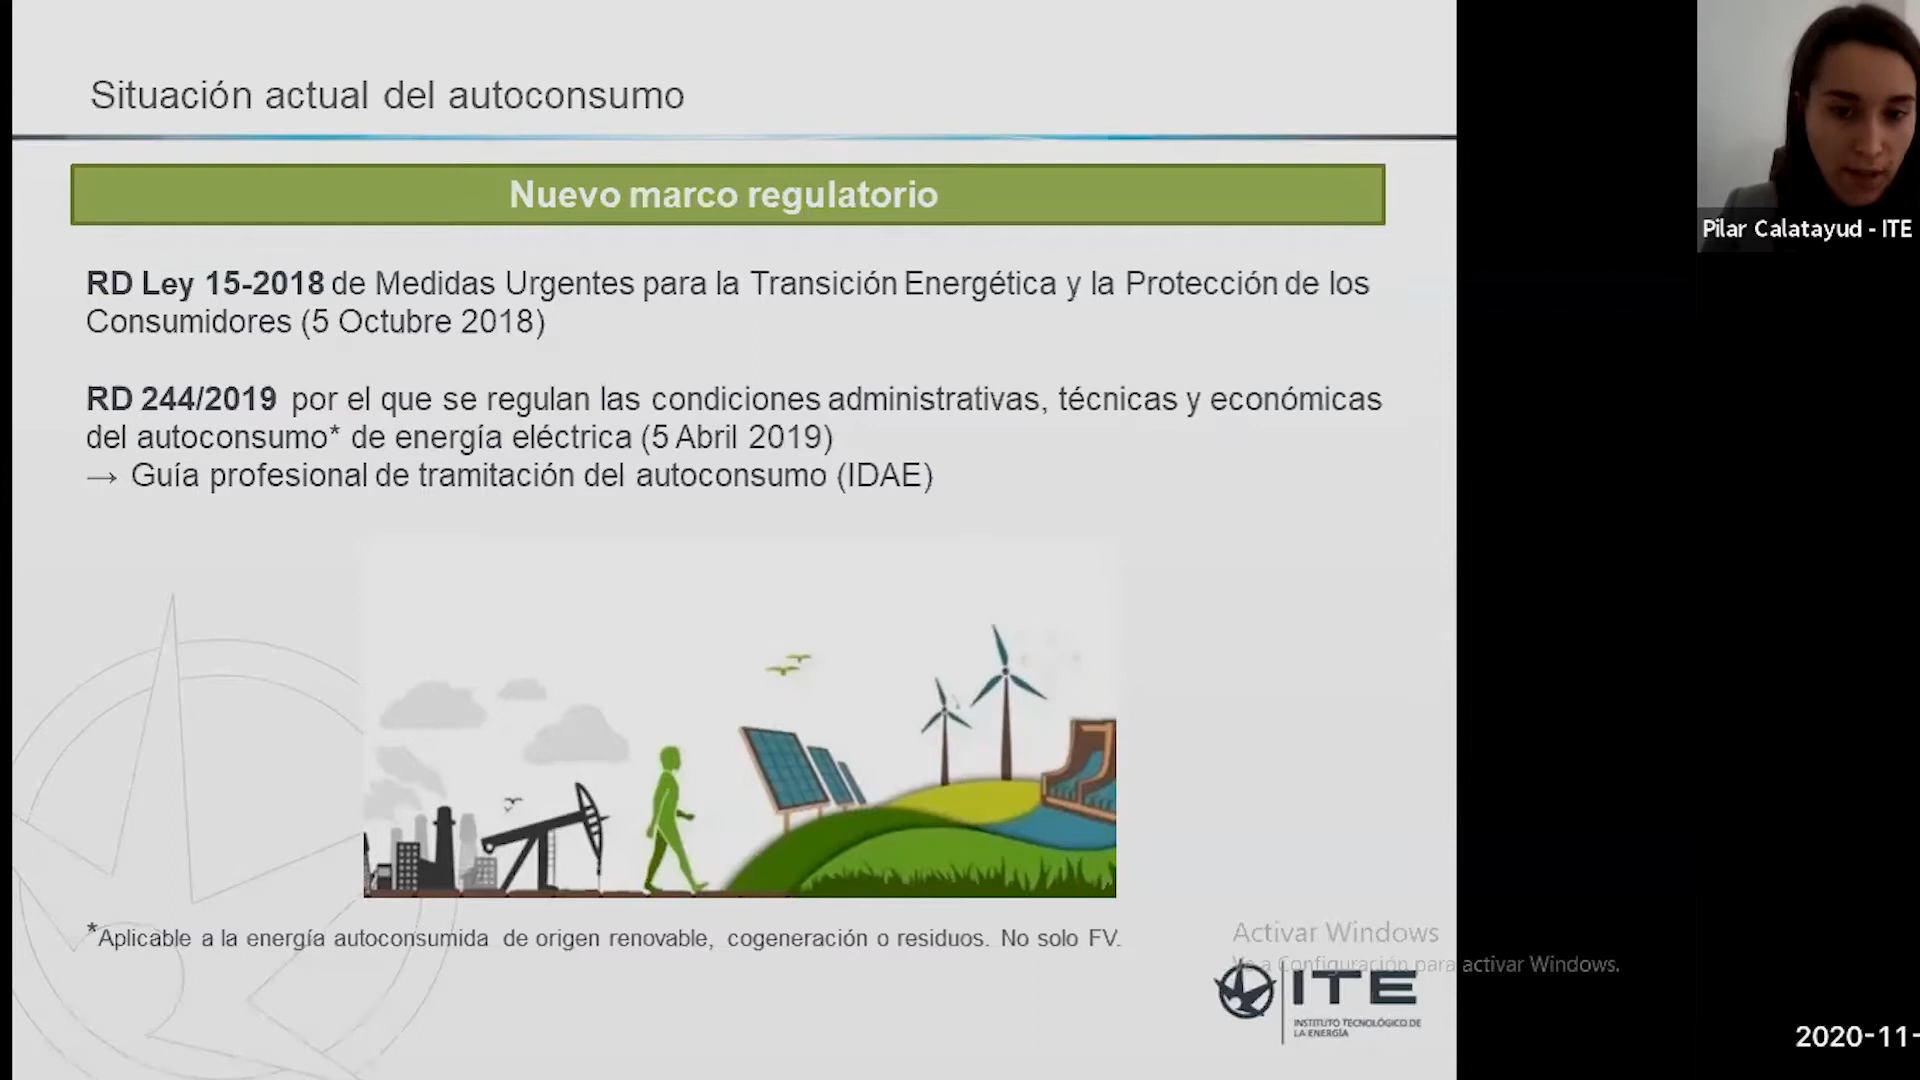 Situación actual del autoconsumo
Nuevo marco regulatorio
RD Ley 15-2018 de Medidas Urgentes para la Transición Energética y la Protección de los
Consumidores (5 Octubre 2018)
RD 244/2019 por el que se regulan las condiciones administrativas, técnicas y económicas
del autoconsumo* de energía eléctrica (5 Abril 2019)
→ Guía profesional de tramitación del autoconsumo (IDAE)
*Aplicable a la energía autoconsumida de origen renovable, cogeneración o residuos. No solo FV.
Activar Windows
Ve a Configuración para activar Windows.
ITE
INSTITUTO TECNOLÓGICO DE
LA ENERGÍA
Pilar Calatayud - ITE
2020-11-